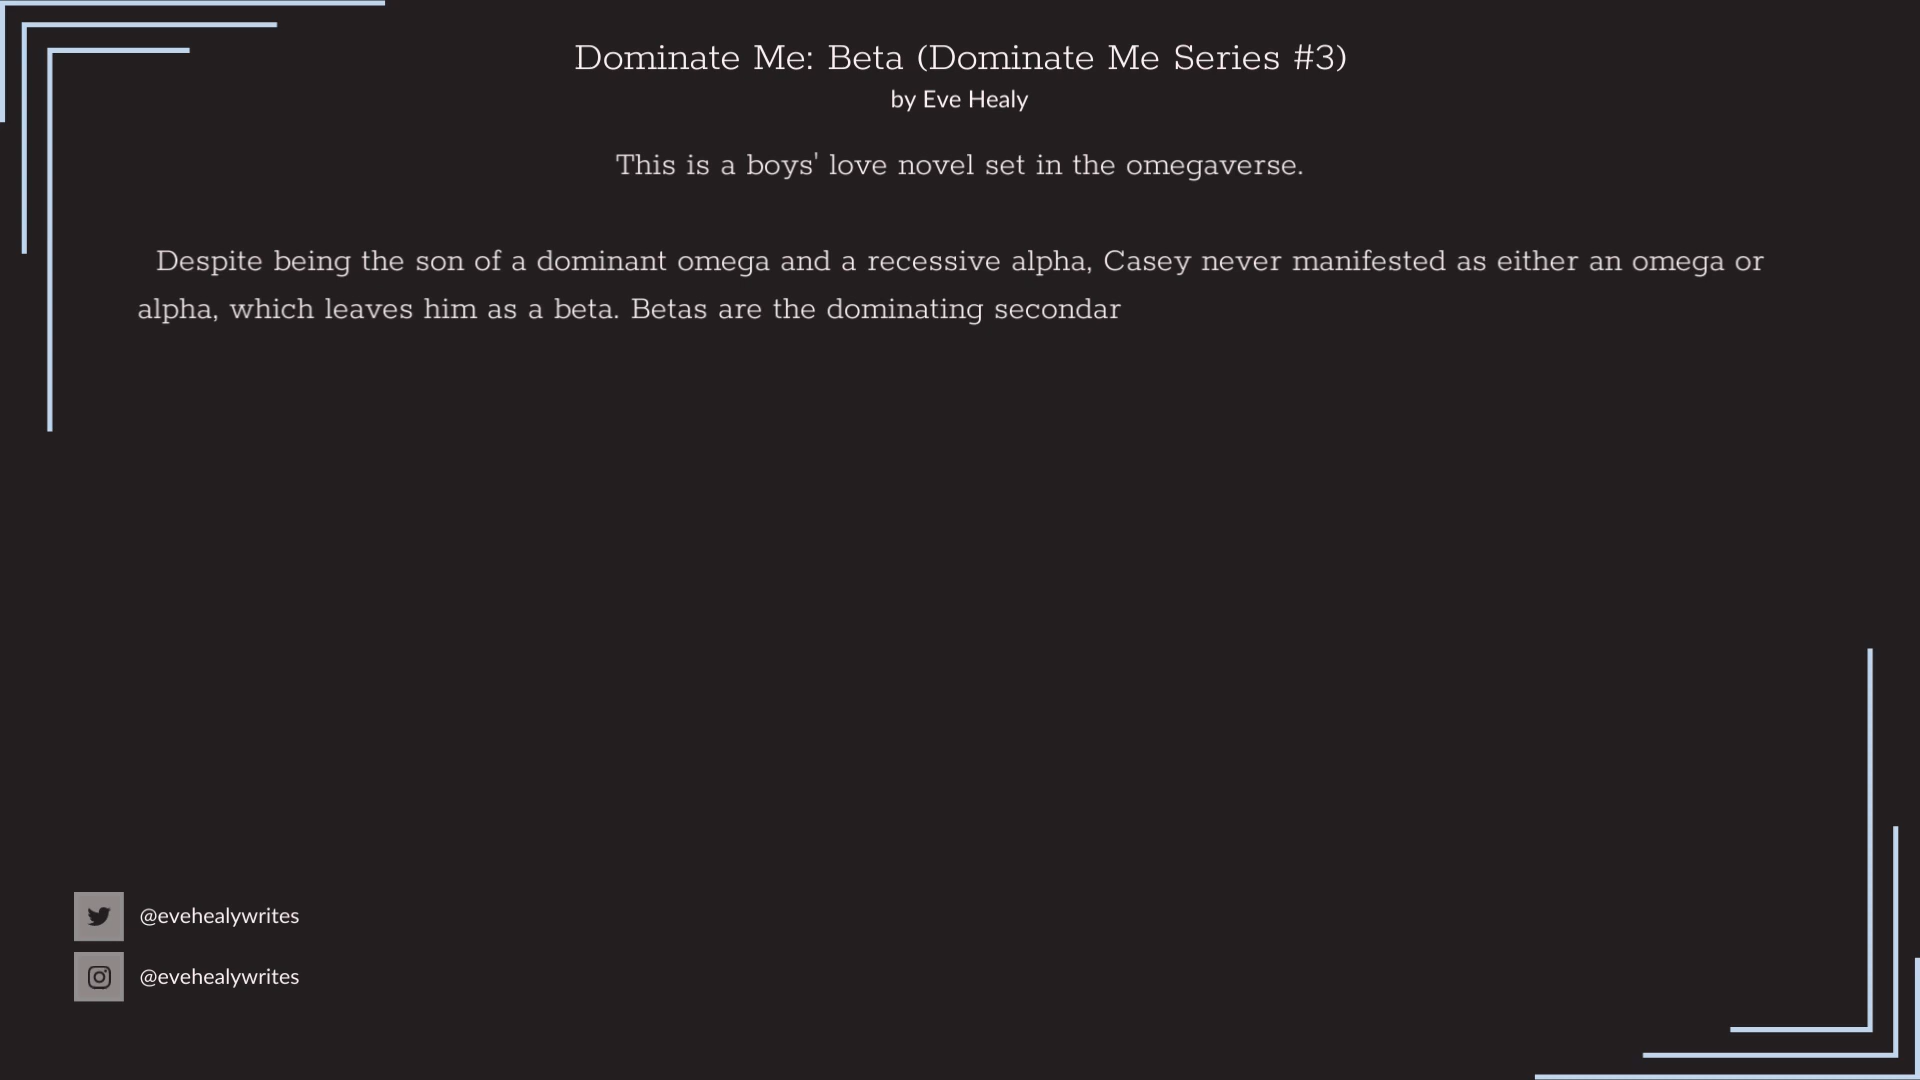 Dominate Me: Beta (Dominate Me Series #3)
by Eve Healy
This is a boys' love novel set in the omegaverse.
Despite being the son of a dominant omega and a recessive alpha, Casey never manifested as either an omega or
alpha, which leaves him as a beta. Betas are the dominating secondar
@evehealywrites
@evehealywrites